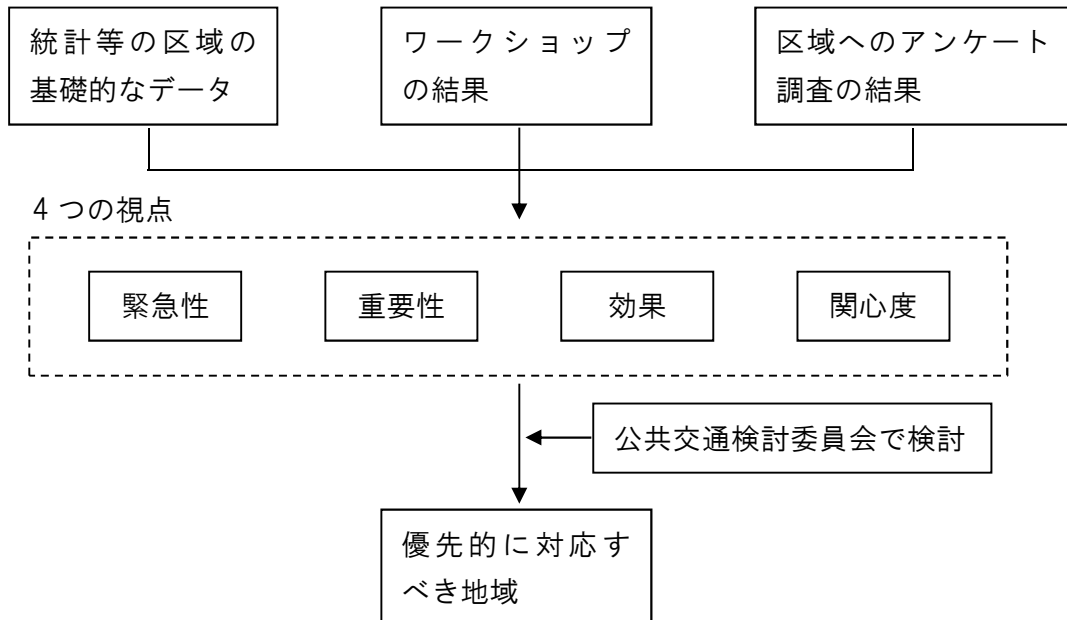 統計等の区域の
基礎的なデータ
ワークショップ
の結果
区域へのアンケート
調査の結果
4 つの視点
緊急性
重要性
効果
関心度
公共交通検討委員会で検討
優先的に対応す
べき地域